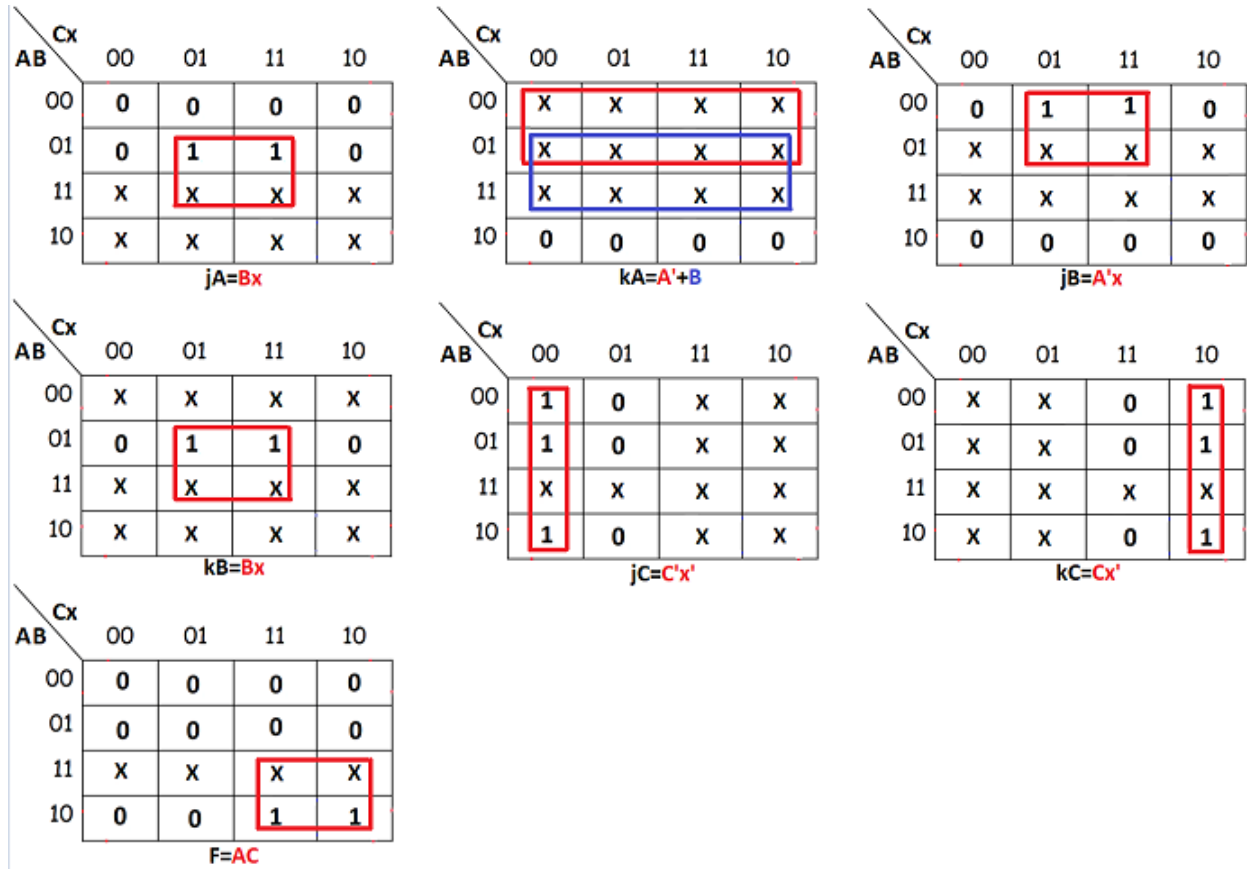 Cx
AB 00 01 11 10
00 0 0 0 0
01 0 1 1 0
11 X X X X
10 X X X X
jA=Bx
Cx
AB 00 01 11 10
00 X X X X
01 X X X X
11 X X X X
10 0 0 0 0
kA=A'+B
Cx
AB 00 01 11 10
00 0 1 1 0
01 X X X X
11 X X X X
10 0 0 0 0
jB=A'x
Cx
AB 00 01 11 10
00 X X X X
01 0 1 1 0
11 X X X X
10 X X X X
kB=Bx
Cx
AB 00 01 11 10
00 1 0 X X
01 1 0 X X
11 X X X X
10 1 0 X X
jC=C'x'
Cx
AB 00 01 11 10
00 X X 0 1
01 X X 0 1
11 X X X X
10 X X 0 1
kC=Cx'
Cx
AB 00 01 11 10
00 0 0 0 0
01 0 0 0 0
11 X X X X
10 0 0 1 1
F=AC